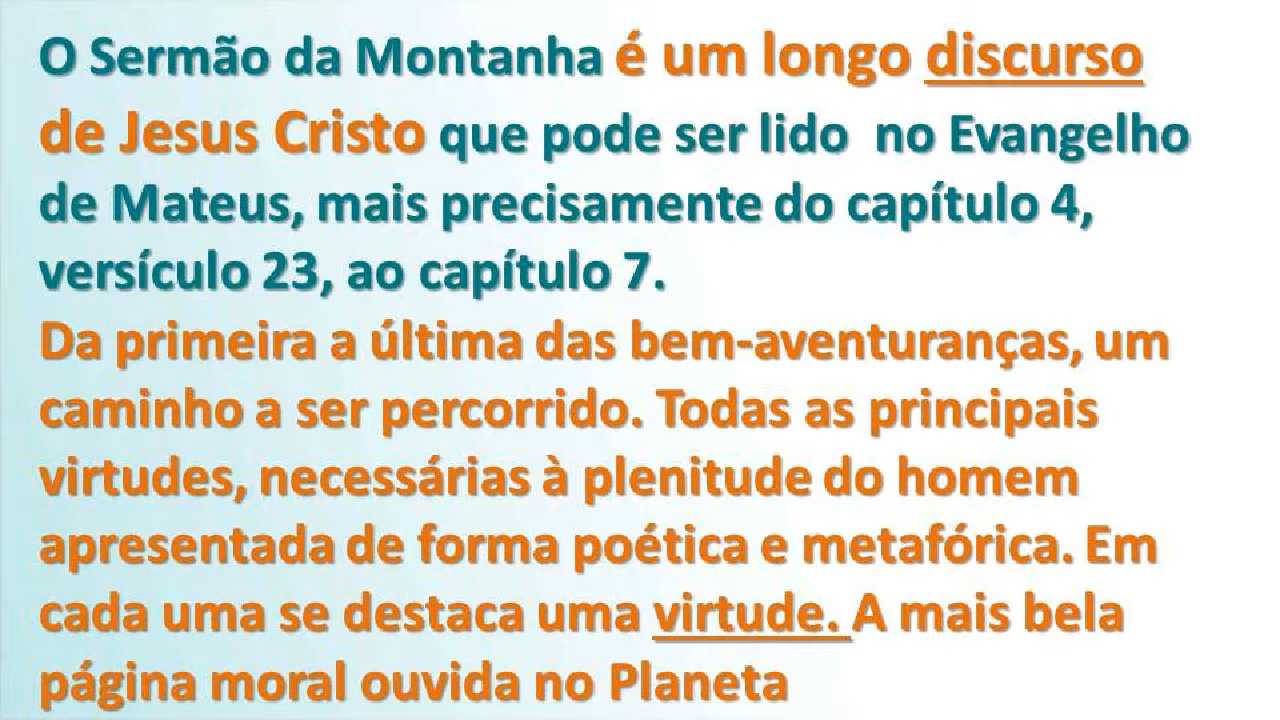 O Sermão da Montanha é um longo discurso
de Jesus Cristo que pode ser lido no Evangelho
de Mateus, mais precisamente do capítulo 4,
versículo 23, ao capítulo 7.
Da primeira a última das bem-aventuranças, um
caminho a ser percorrido. Todas as principais
virtudes, necessárias à plenitude do homem
apresentada de forma poética e metafórica. Em
cada uma se destaca uma virtude. A mais bela
página moral ouvida no Planeta